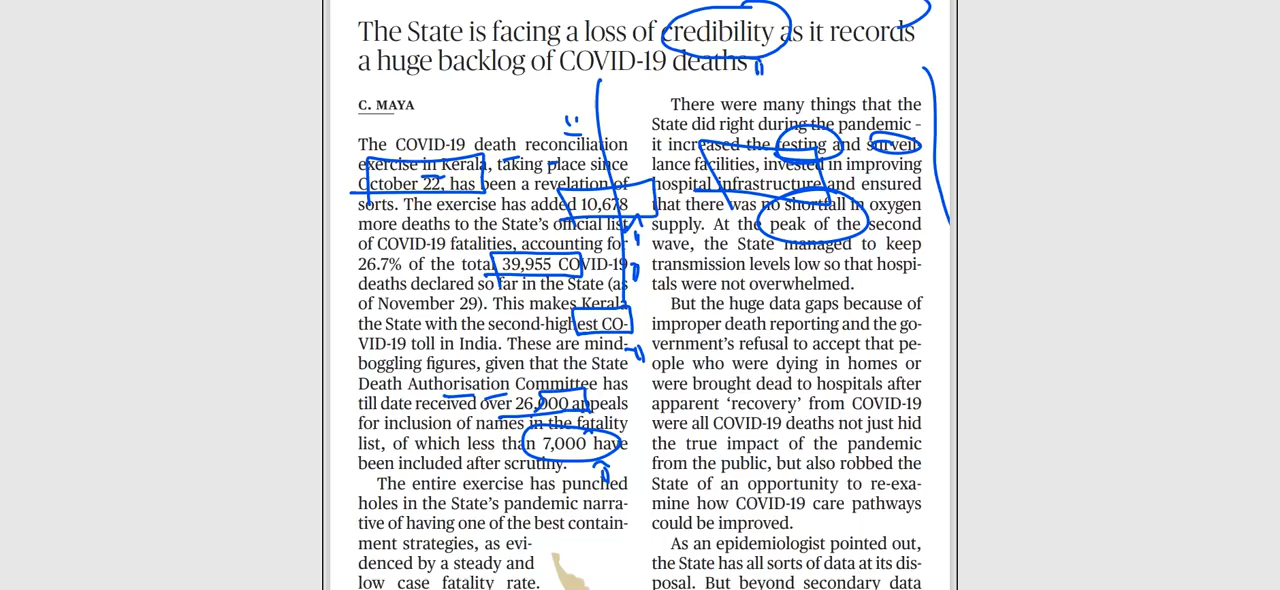 The State is facing a loss of credibility as it records
a huge backlog of COVID-19 deaths
C. MAYA
The COVID-19 death reconciliation
exercise in Kerala, taking place since
October 22, has been a revelation of
sorts. The exercise has added 10,678
more deaths to the State's official list
of COVID-19 fatalities, accounting for
26.7% of the total 39,955 COVID-19
deaths declared so far in the State (as
of November 29). This makes Kerala
the State with the second-highest CO-
VID-19 toll in India. These are mind-
boggling figures, given that the State
Death Authorisation Committee has
till date received over 26,000 appeals
for inclusion of names in the fatality
list, of which less than 7,000 have
been included after scrutiny.
The entire exercise has punched
holes in the State's pandemic narra-
tive of having one of the best contain-
ment strategies, as evi-
denced by a steady and
low case fatality rate.
There were many things that the
State did right during the pandemic -
it increased the testing and surveil-
lance facilities, invested in improving
hospital infrastructure and ensured
that there was no shortfall in oxygen
supply. At the peak of the second
wave, the State managed to keep
transmission levels low so that hospi-
tals were not overwhelmed.
But the huge data gaps because of
improper death reporting and the go-
vernment's refusal to accept that pe-
ople who were dying in homes or
were brought dead to hospitals after
apparent 'recovery' from COVID-19
were all COVID-19 deaths not just hid
the true impact of the pandemic
from the public, but also robbed the
State of an opportunity to re-exa-
mine how COVID-19 care pathways
could be improved.
As an epidemiologist pointed out,
the State has all sorts of data at its dis-
posal. But beyond secondary data